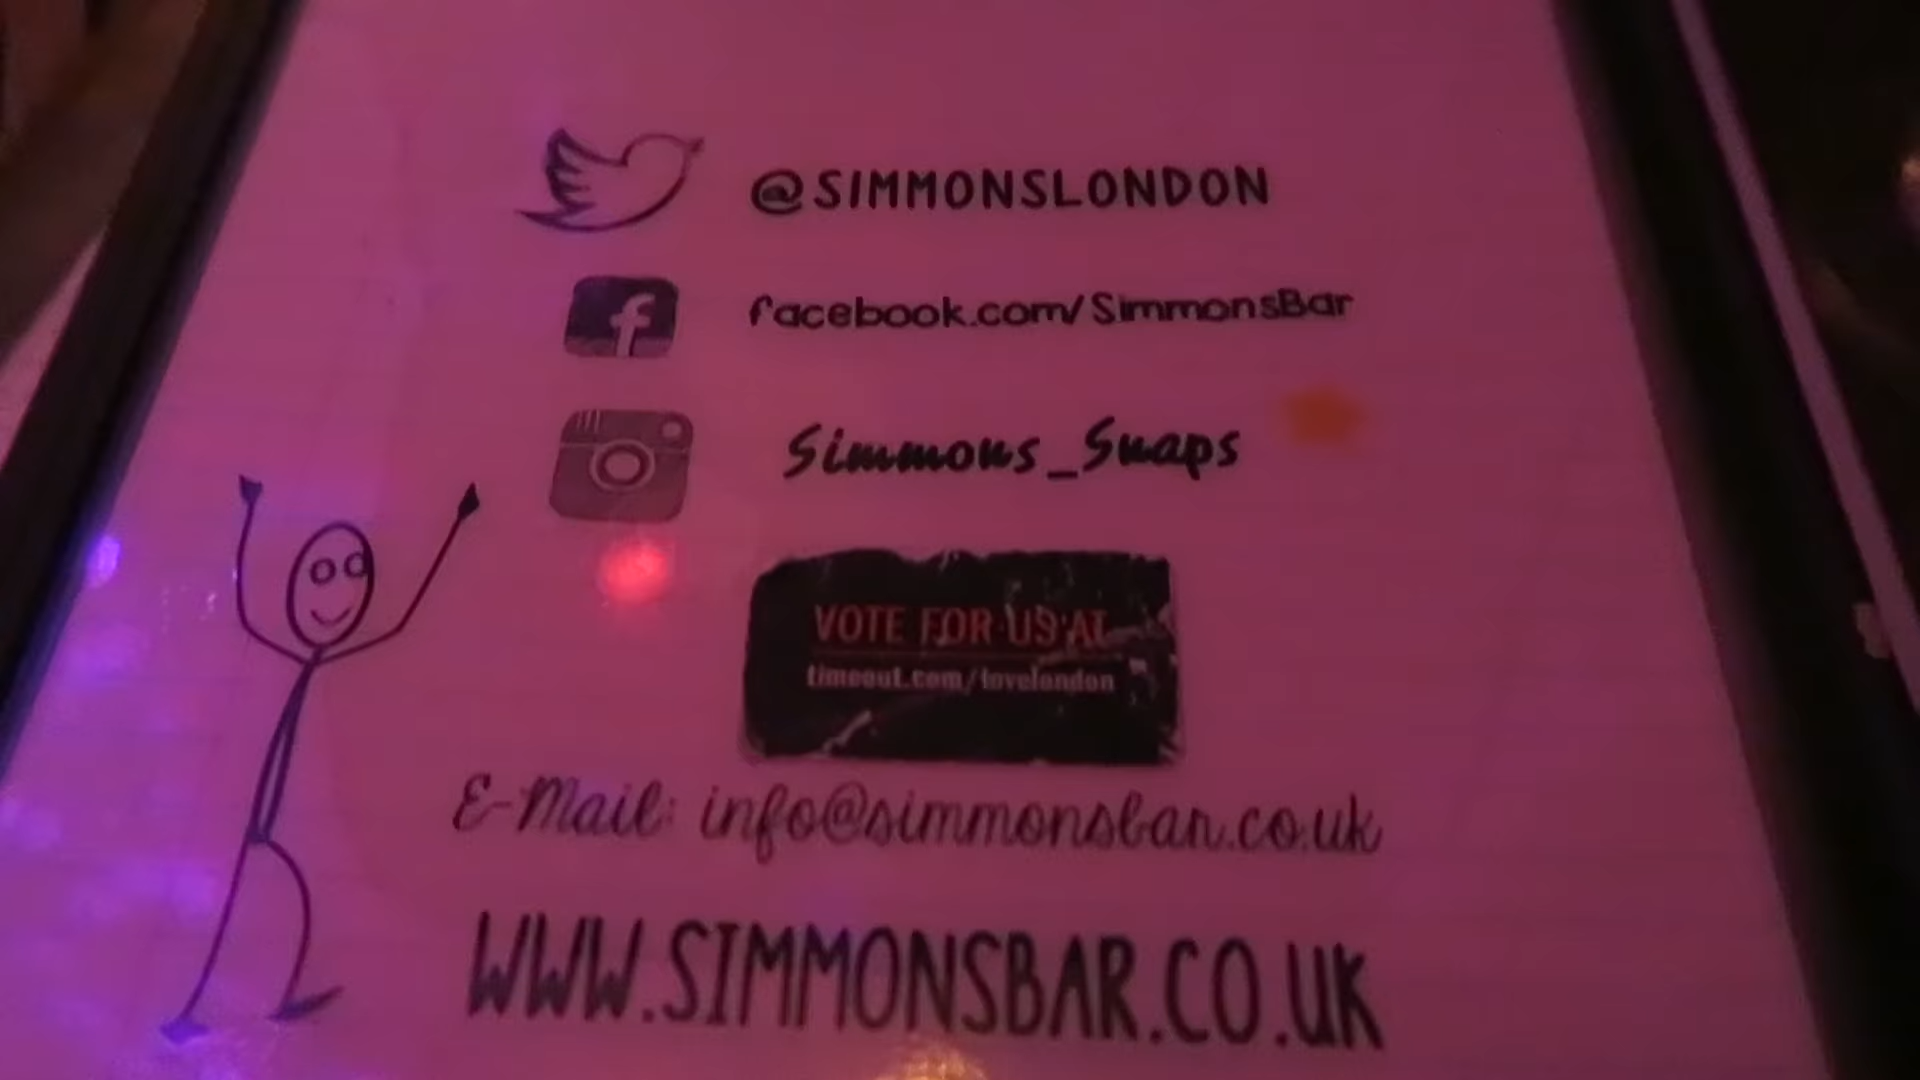 @SIMMONSLONDON
facebook.com/SimmonsBar
Simmons_Snaps
VOTE FOR US AT
timeout.com/lovelondon
E-Mail: info@simmonsbar.co.uk
WWW.SIMMONSBAR.CO.UK